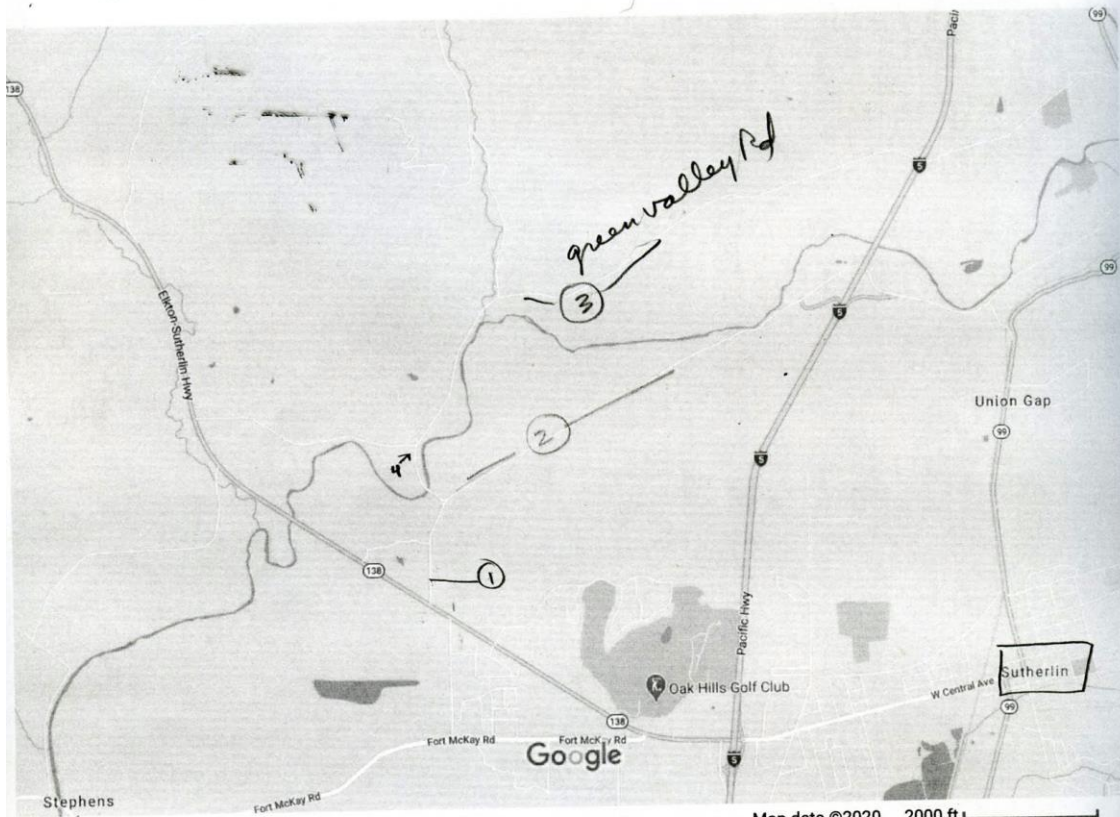 Paci
99
138
green valley Rd
5
3
99
5
Elkton-Sutherlin Hwy
Union Gap
2
99
4
5
138
1
Pacific Hwy
Sutherlin
Oak Hills Golf Club
W Central Ave
99
138
Fort McKay Rd
Fort McKay Rd
Google
5
Stephens
Fort McKay Rd
Map data ©2020 2000 ft